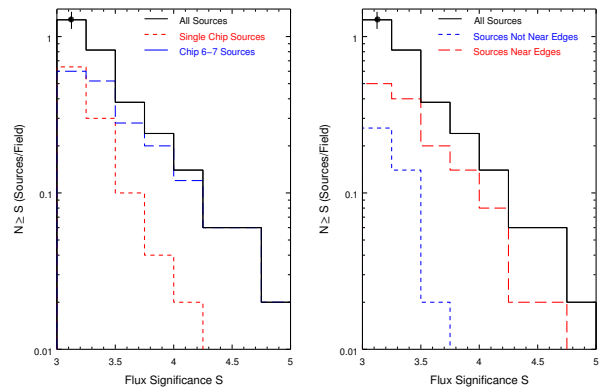 All Sources
Single Chip Sources
Chip 6−7 Sources
1
0.1
0.01
N ≥ S (Sources/Field)
3
3.5
4
4.5
5
Flux Significance S
All Sources
Sources Not Near Edges
Sources Near Edges
1
0.1
0.01
N ≥ S (Sources/Field)
3
3.5
4
4.5
5
Flux Significance S